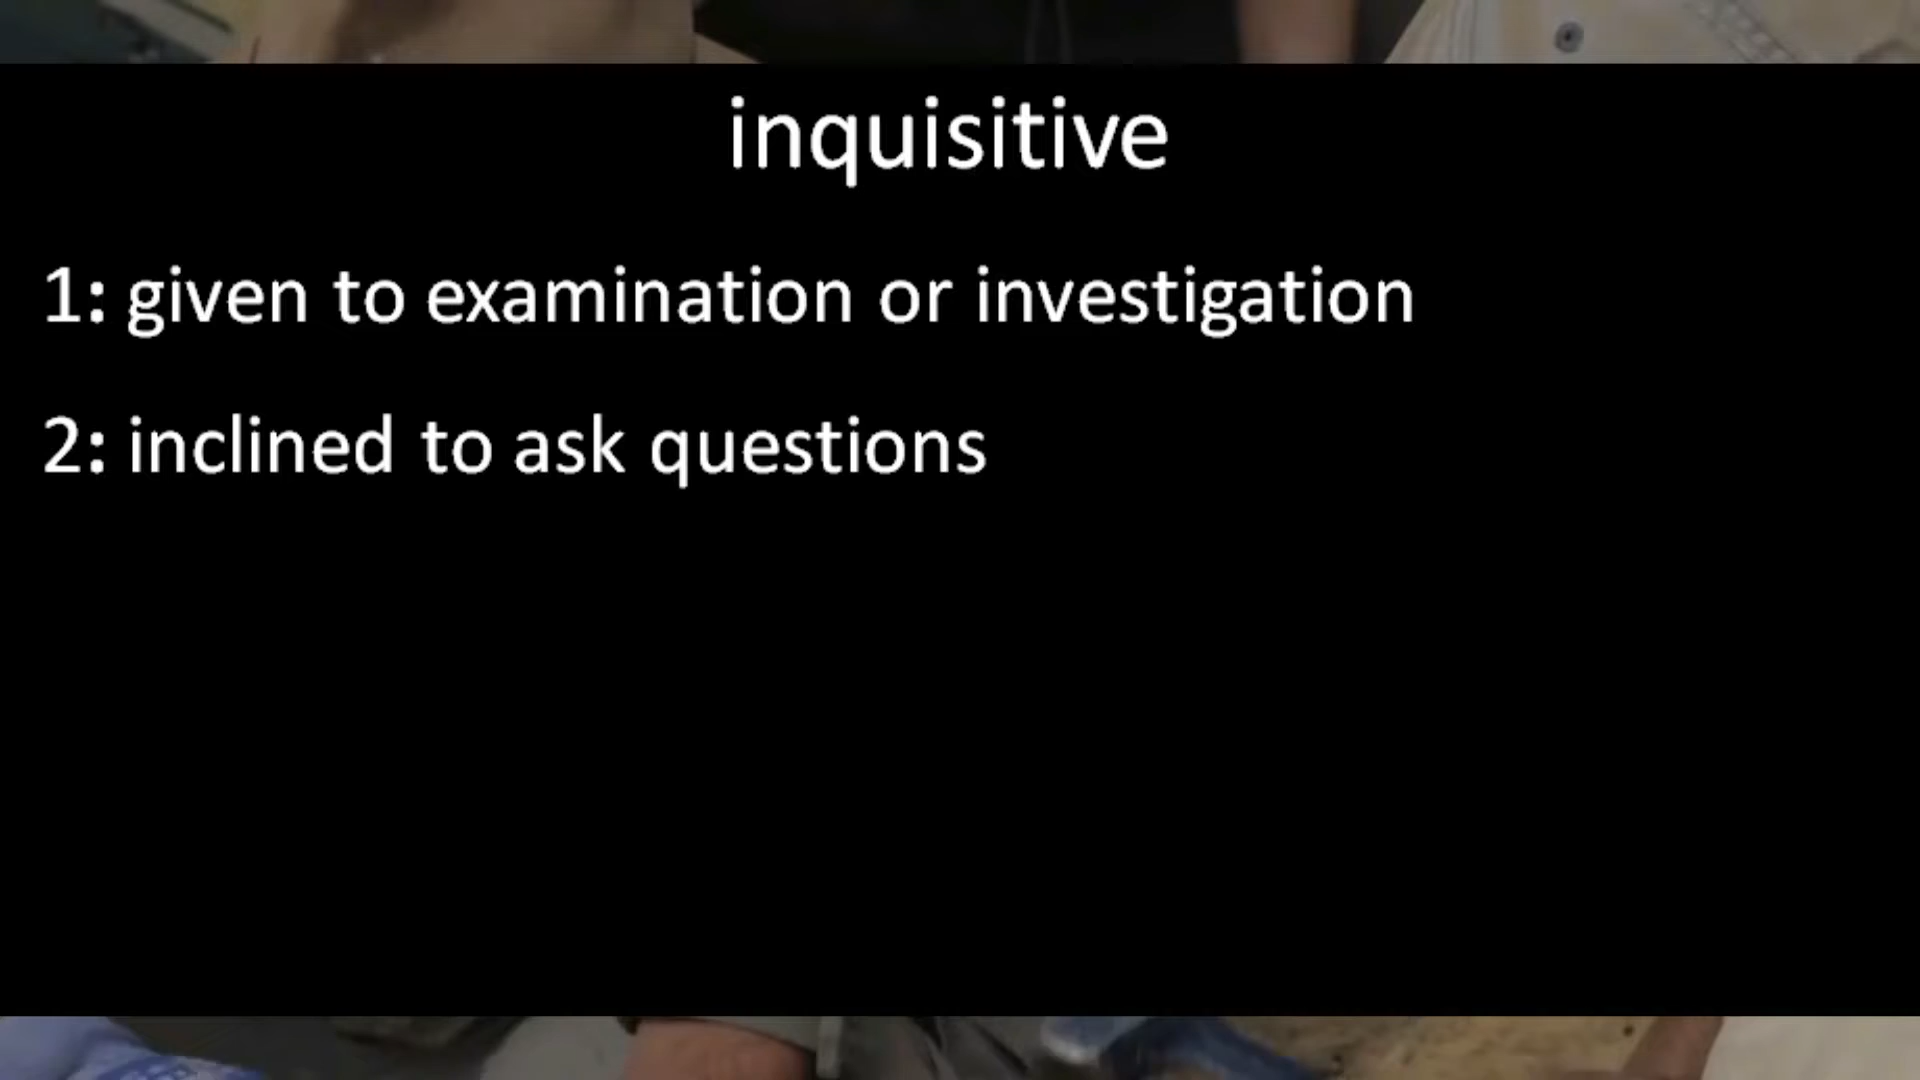 inquisitive
1: given to examination or investigation
2: inclined to ask questions